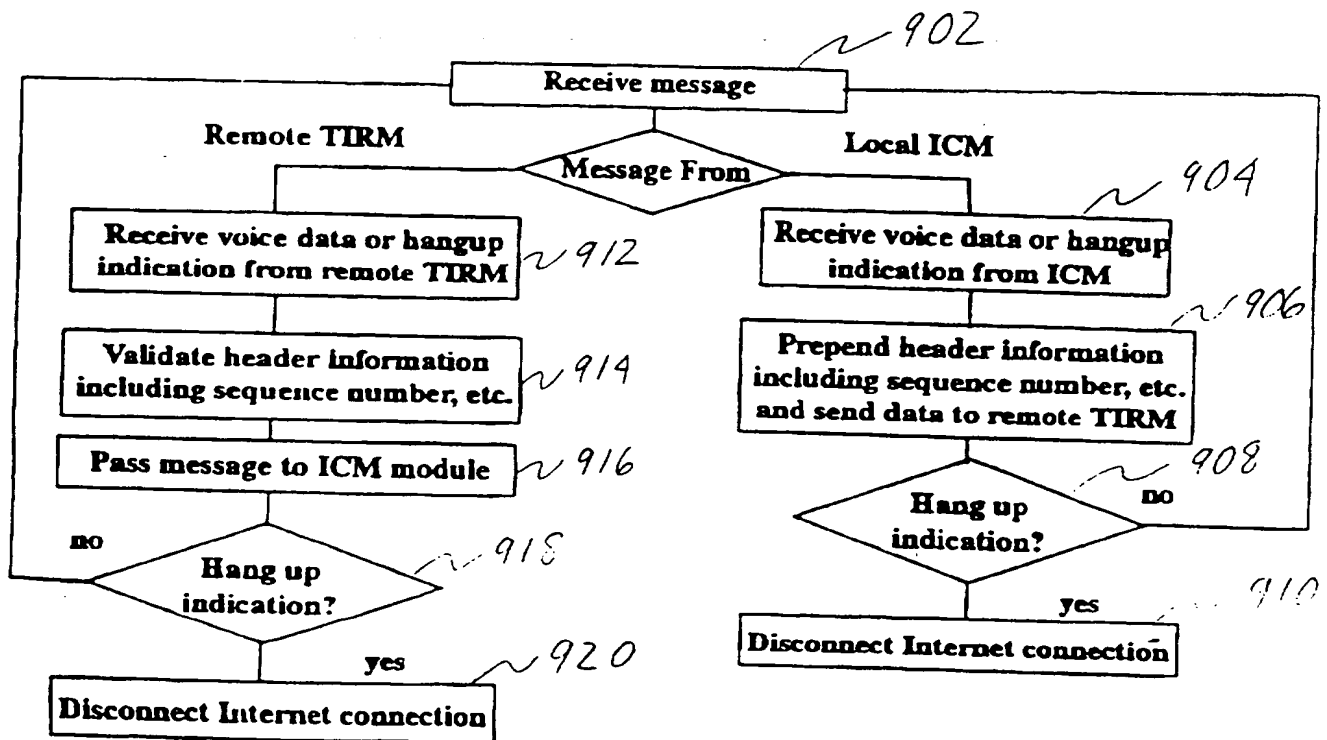 902
Receive message
Remote TIRM
Local ICM
Message From
904
Receive voice data or hangup
indication from remote TIRM
912
Receive voice data or hangup
indication from ICM
906
Validate header information
including sequence number, etc.
914
Prepend header information
including sequence number, etc.
and send data to remote TIRM
Pass message to ICM module
916
908
Hang up
indication?
no
no
Hang up
indication?
918
yes
910
Disconnect Internet connection
yes
920
Disconnect Internet connection